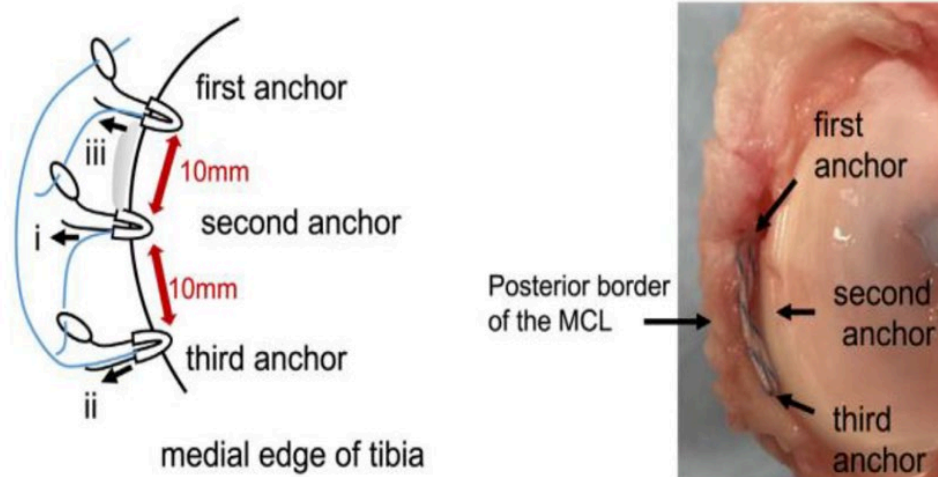 first anchor
iii
10mm
second anchor
i
10mm
third anchor
ii
medial edge of tibia
first
anchor
Posterior border
of the MCL
second
anchor
third
anchor